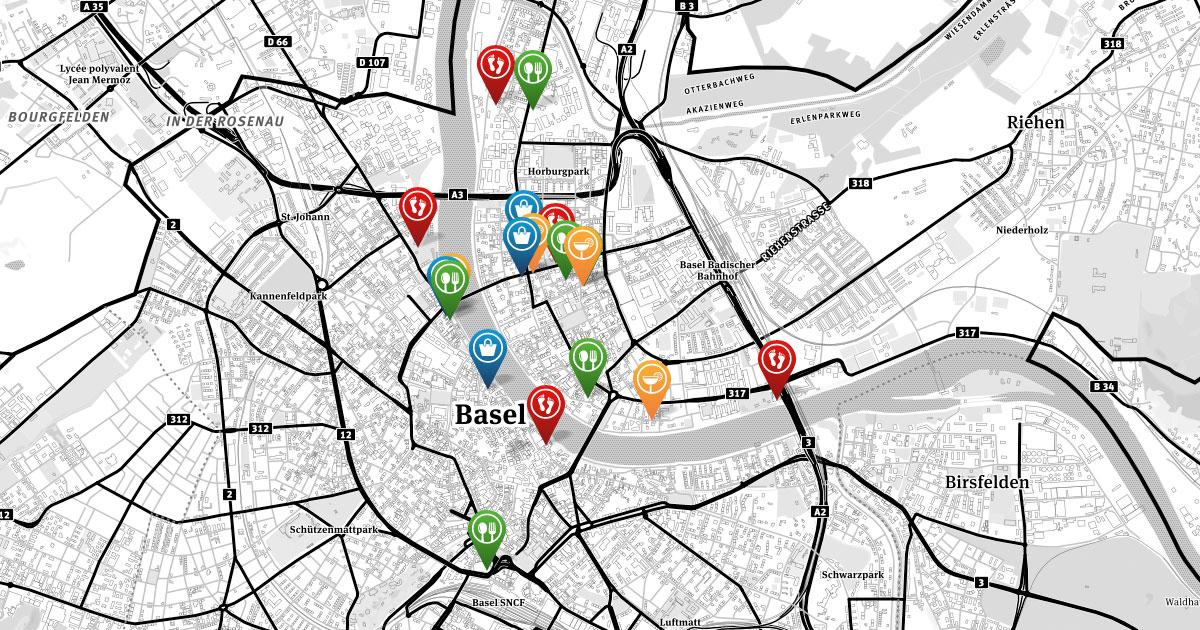 A 35
B 3
WIESENDAMM
ERLENSTRAS
BRU
D 66
A2
318
D 107
Lycée polyvalent
Jean Mermoz
OTTERBACHWEG
AKAZIENWEG
ERLENPARKWEG
BOURGFELDEN
IN DER ROSENAU
Riehen
Horburgpark
318
A3
St. Johann
2
RIEHENSTRASSE
Niederholz
Basel Badischer
Bahnhof
Kannenfeldpark
317
317
B 34
Basel
312
312
12
3
Birsfelden
2
12
A2
Schützenmattpark
Schwarzpark
3
Basel SNCF
Waldha
Luftmatt